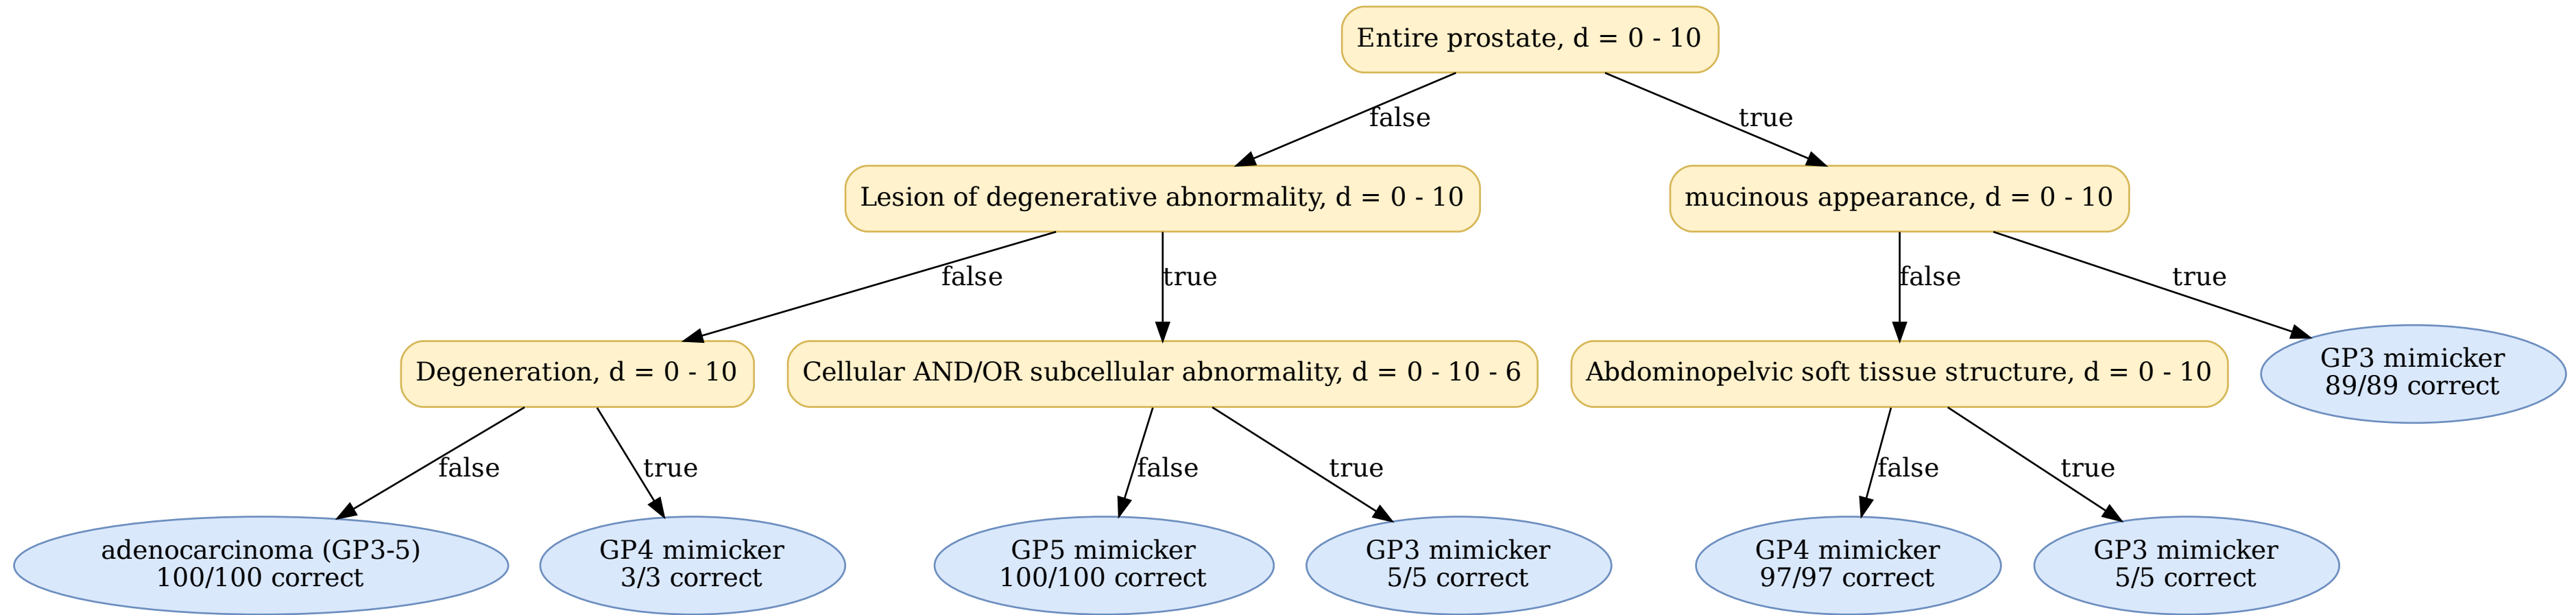 Entire prostate, d = 0 - 10
false
true
Lesion of degenerative abnormality, d = 0 - 10
mucinous appearance, d = 0 - 10
false
true
false
true
Degeneration, d = 0 - 10
Cellular AND/OR subcellular abnormality, d = 0 - 10 - 6
Abdominopelvic soft tissue structure, d = 0 - 10
GP3 mimicker
89/89 correct
false
true
false
true
false
true
adenocarcinoma (GP3-5)
100/100 correct
GP4 mimicker
3/3 correct
GP5 mimicker
100/100 correct
GP3 mimicker
5/5 correct
GP4 mimicker
97/97 correct
GP3 mimicker
5/5 correct